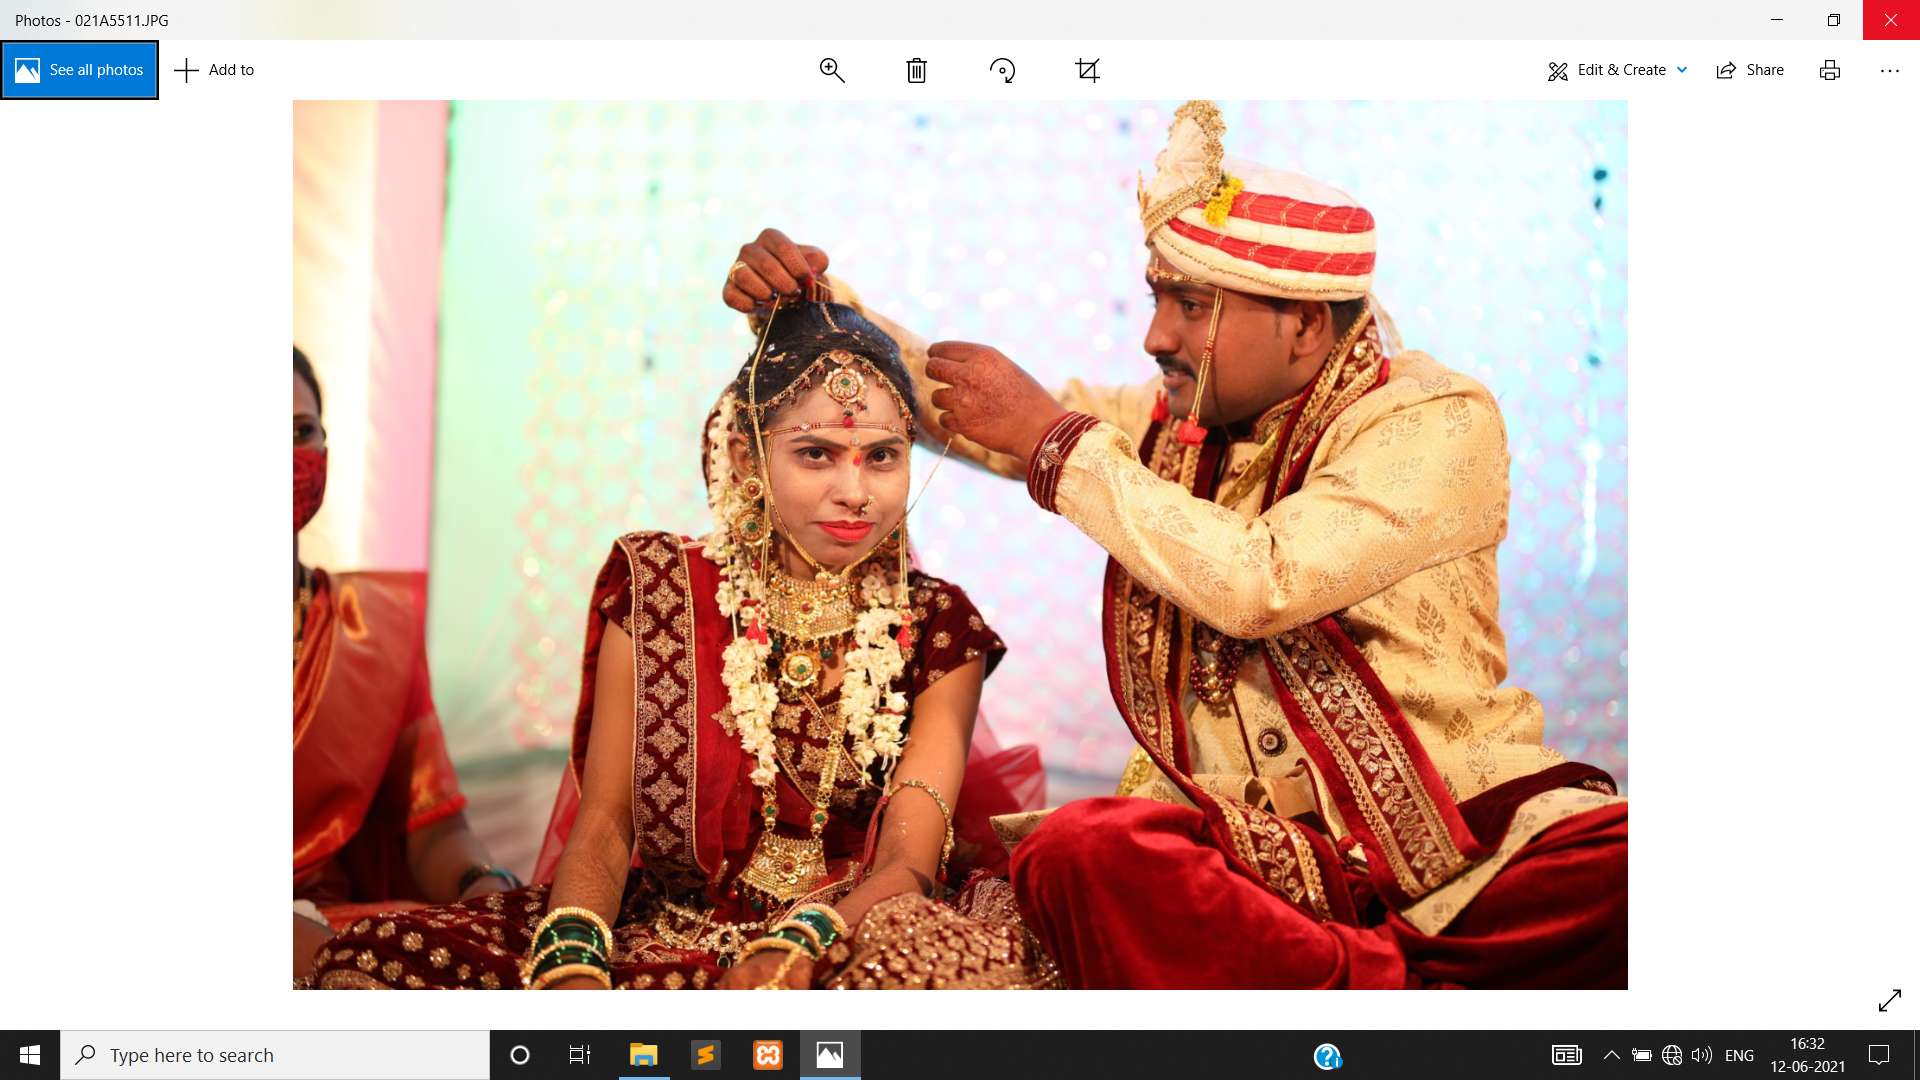 Photos - 021A5511.JPG
See all photos
Add to
Edit & Create
Share
Type here to search
ENG
16:32
12-06-2021